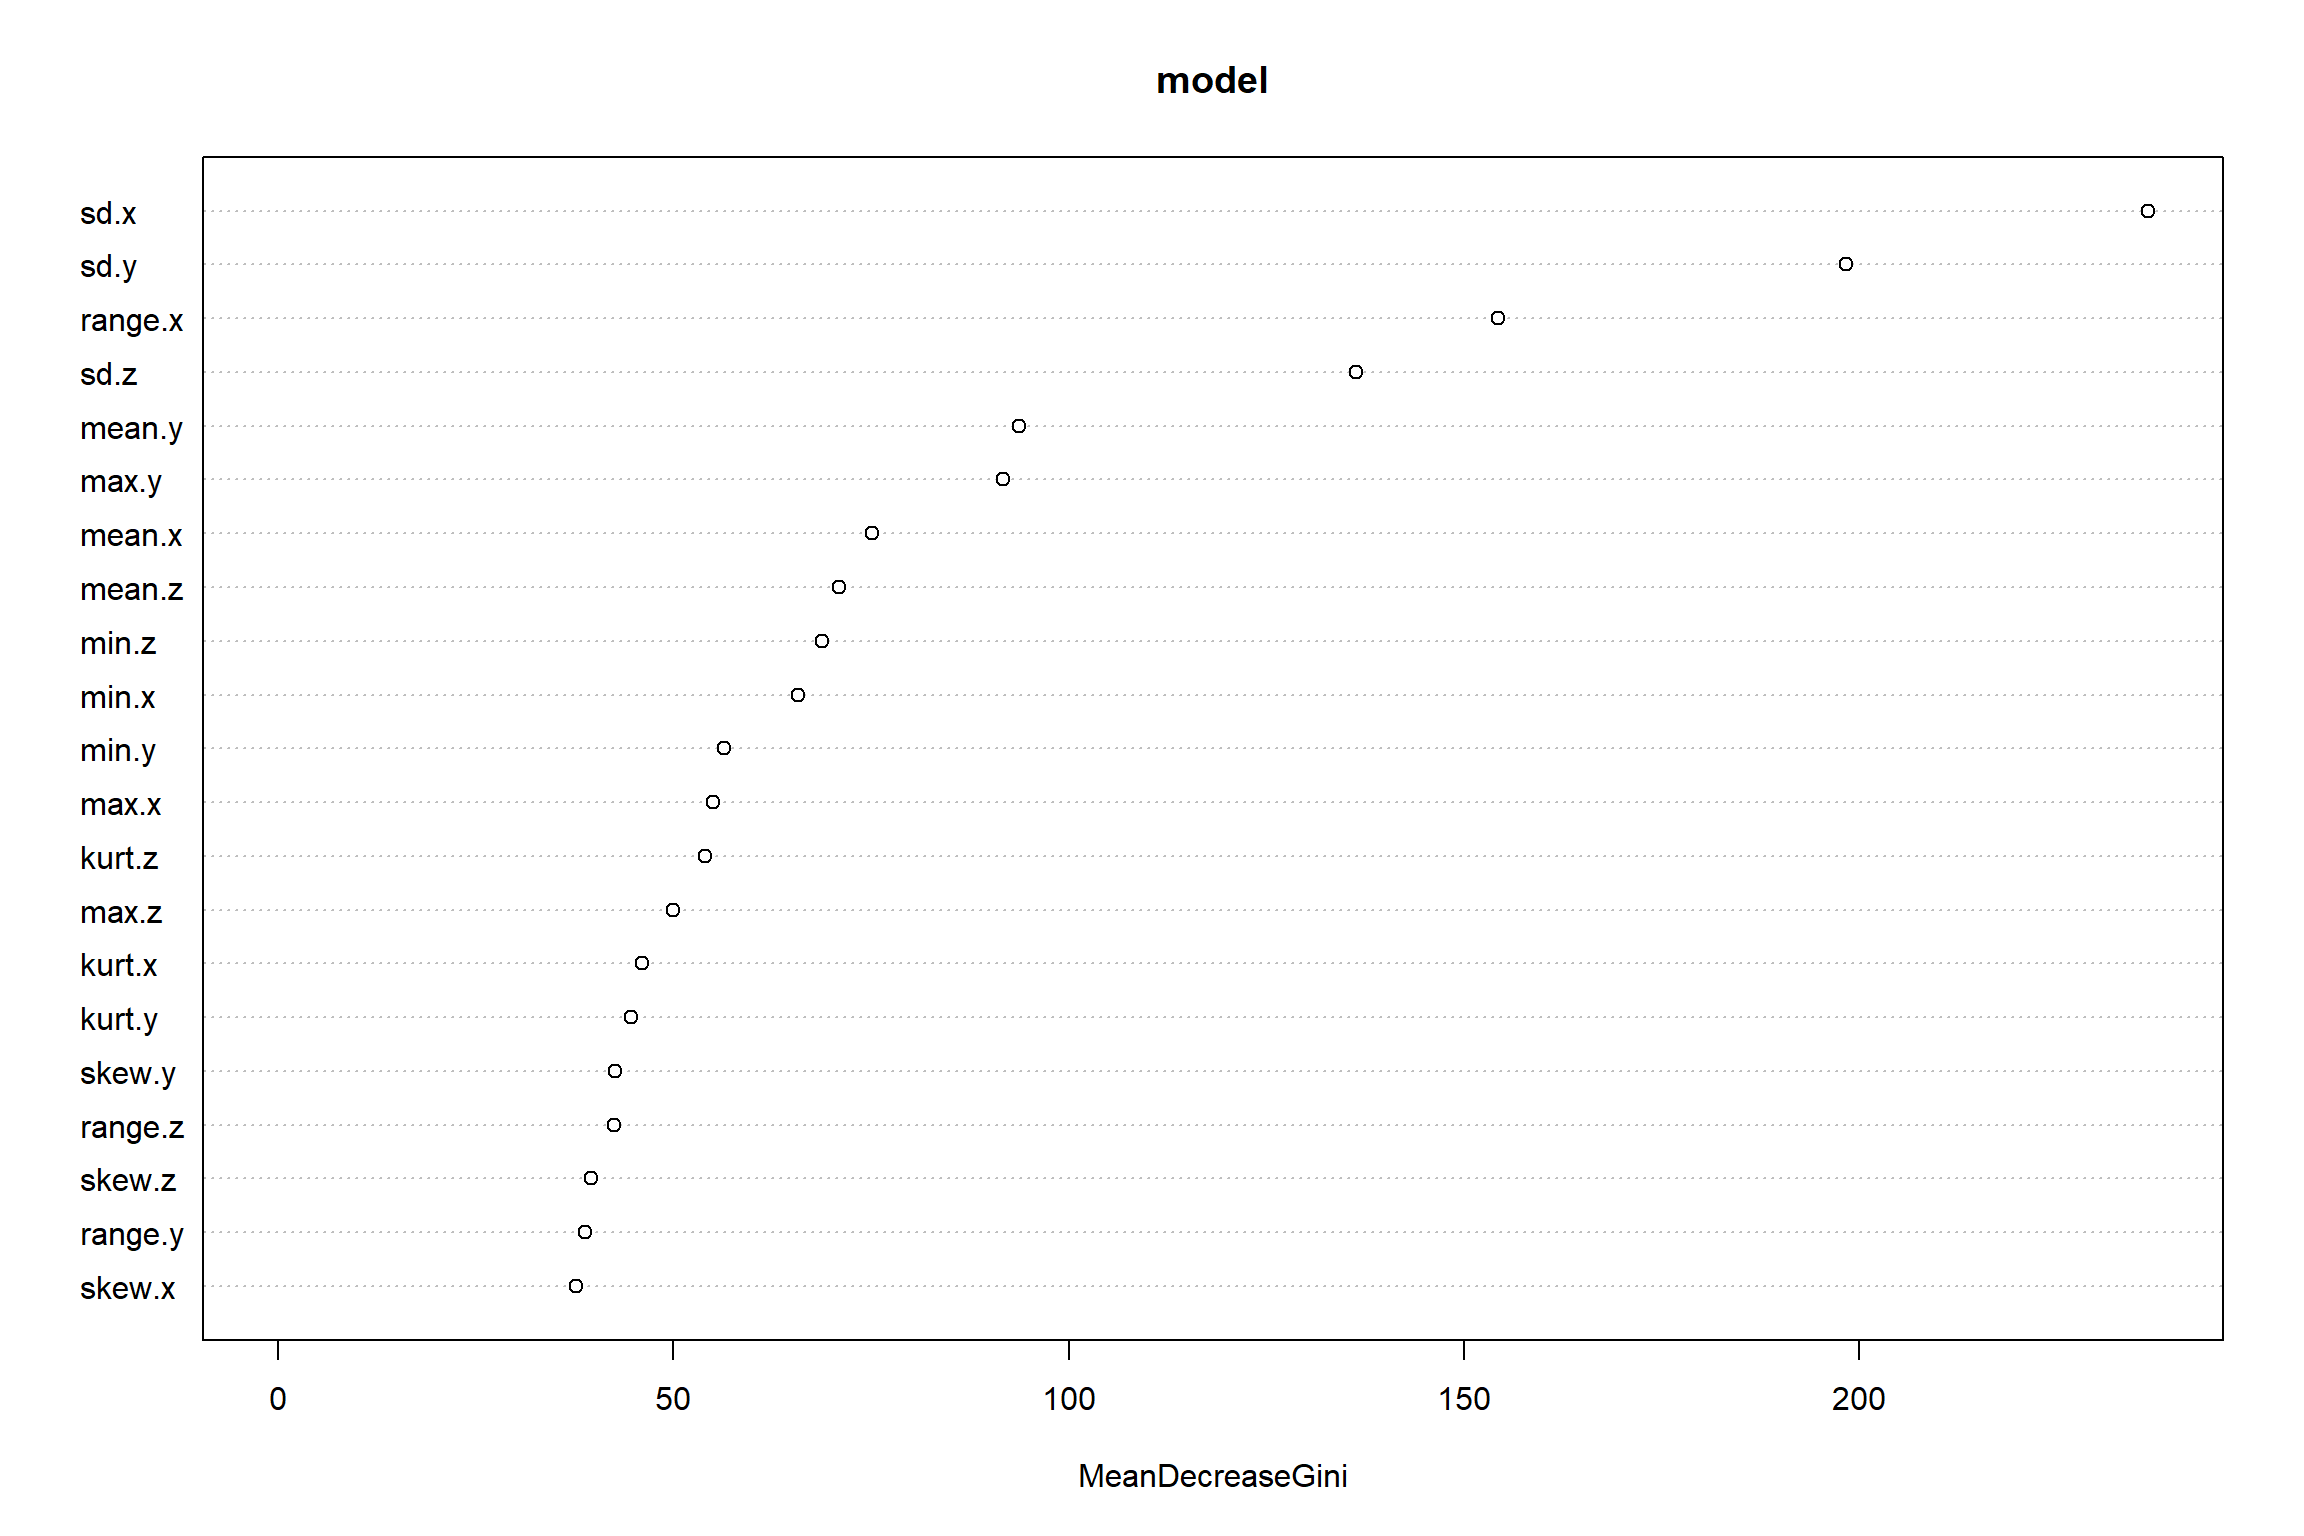 model
sd.x
sd.y
range.x
sd.z
mean.y
max.y
mean.x
mean.z
min.z
min.x
min.y
max.x
kurt.z
max.z
kurt.x
kurt.y
skew.y
range.z
skew.z
range.y
skew.x
0 50 100 150 200
MeanDecreaseGini